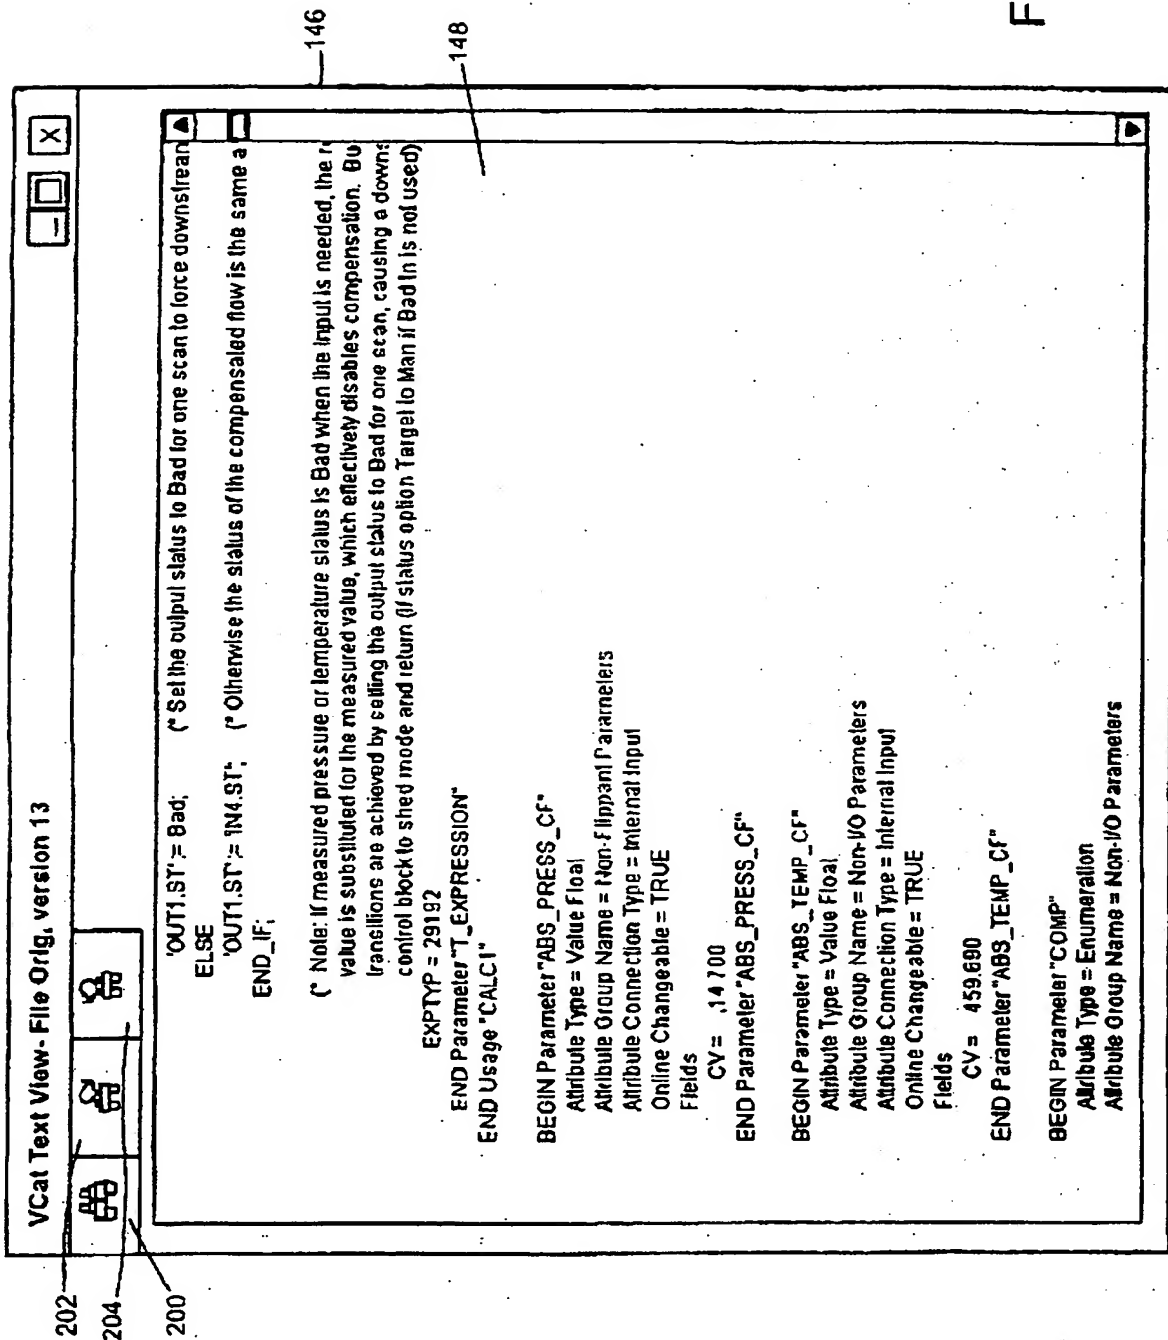 VCat Text View- File Orig, version 13
X
202
204
200
146
148
'OUT1.ST' := Bad; (* Set the output status to Bad for one scan to force downstrean
ELSE
'OUT1.ST' := 'IN4.ST'; (* Otherwise the status of the compensated flow is the same a
END_IF;
(* Note: If measured pressure or temperature status is Bad when the input is needed, the r
value is substituted for the measured value, which effectively disables compensation. Bu
transitions are achieved by setting the output status to Bad for one scan, causing a downs
control block to shed mode and return (if status option Target to Man if Bad In is not used)
EXPTYP = 29192
END Parameter "T_EXPRESSION"
END Usage "CALC1"
BEGIN Parameter "ABS_PRESS_CF"
Attribute Type = Value Float
Attribute Group Name = Non-Flippant Parameters
Attribute Connection Type = Internal Input
Online Changeable = TRUE
Fields
CV = .14700
END Parameter "ABS_PRESS_CF"
BEGIN Parameter "ABS_TEMP_CF"
Attribute Type = Value Float
Attribute Group Name = Non-I/O Parameters
Attribute Connection Type = Internal Input
Online Changeable = TRUE
Fields
CV = 459.690
END Parameter "ABS_TEMP_CF"
BEGIN Parameter "COMP"
Attribute Type = Enumeration
Attribute Group Name = Non-I/O Parameters
F